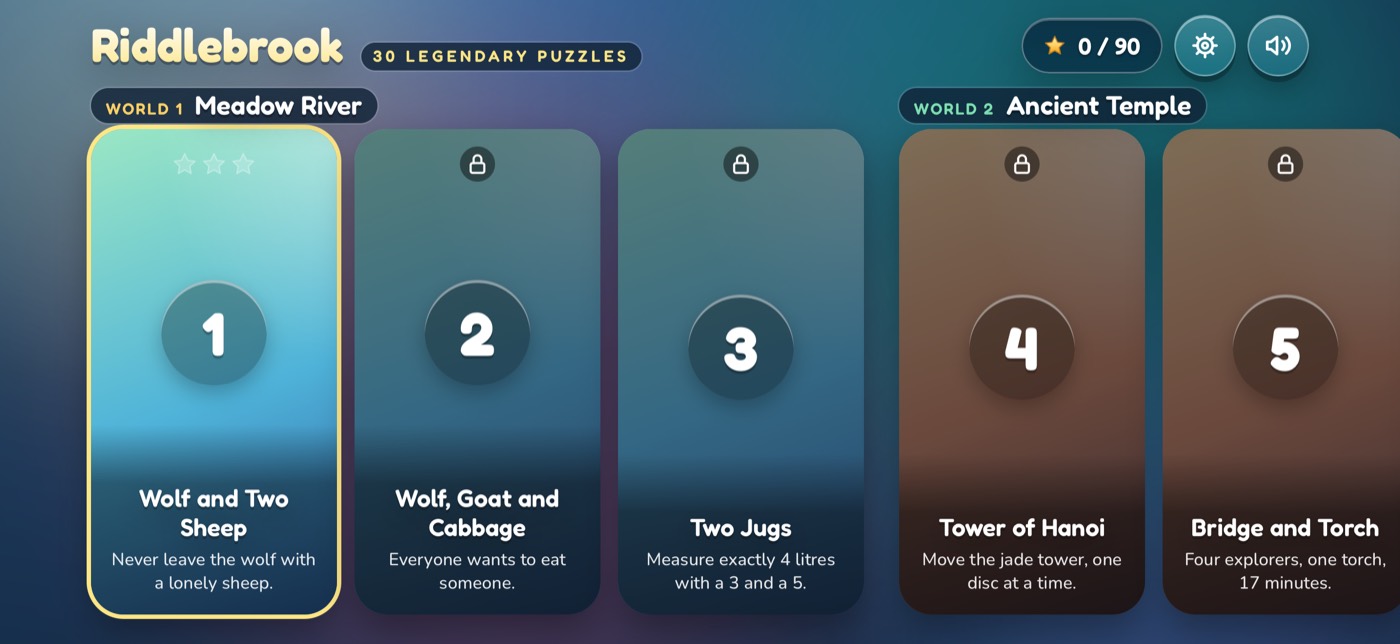 Riddlebrook
30 LEGENDARY PUZZLES
0 / 90
WORLD 1 Meadow River
WORLD 2 Ancient Temple
1
Wolf and Two
Sheep
Never leave the wolf with
a lonely sheep.
2
Wolf, Goat and
Cabbage
Everyone wants to eat
someone.
3
Two Jugs
Measure exactly 4 litres
with a 3 and a 5.
4
Tower of Hanoi
Move the jade tower, one
disc at a time.
5
Bridge and Torch
Four explorers, one torch,
17 minutes.